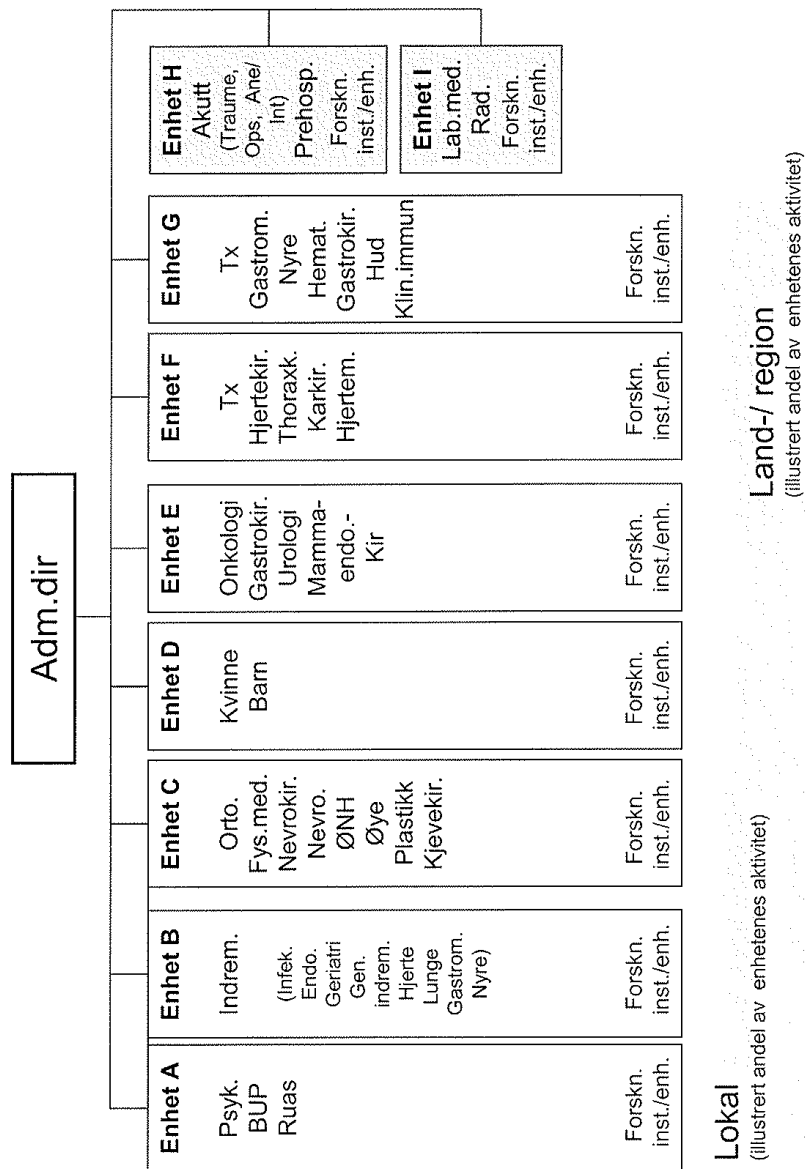 Adm.dir
Enhet A
Psyk.
BUP
Ruas
Forskn.
inst./enh.
Enhet B
Indrem.
(Infek.
Endo.
Geriatri
Gen.
indrem.
Hjerte
Lunge
Gastrom.
Nyre)
Forskn.
inst./enh.
Enhet C
Orto.
Fys.med.
Nevrokir.
Nevro.
ØNH
Øye
Plastikk
Kjevekir.
Forskn.
inst./enh.
Enhet D
Kvinne
Barn
Forskn.
inst./enh.
Enhet E
Onkologi
Gastrokir.
Urologi
Mamma-
endo.-
Kir
Forskn.
inst./enh.
Enhet F
Tx
Hjertekir.
Thoraxk.
Karkir.
Hjertem.
Forskn.
inst./enh.
Enhet G
Tx
Gastrom.
Nyre
Hemat.
Gastrokir.
Hud
Klin.immun
Forskn.
inst./enh.
Enhet H
Akutt
(Traume,
Ops, Ane/
Int)
Prehosp.
Forskn.
inst./enh.
Enhet I
Lab.med.
Rad.
Forskn.
inst./enh.
Lokal
(illustrert andel av enhetenes aktivitet)
Land-/ region
(illustrert andel av enhetenes aktivitet)